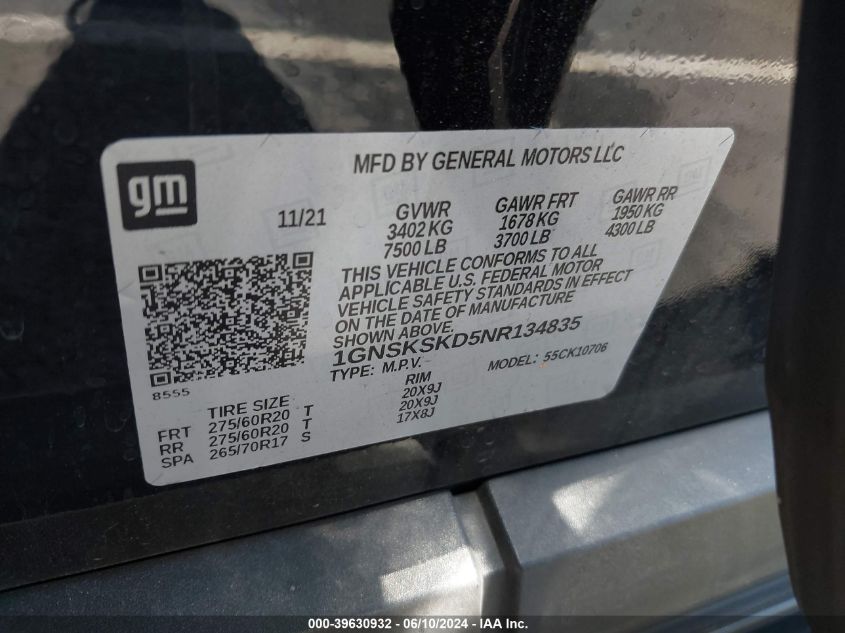 MFD BY GENERAL MOTORS LLC
gm
11/21
GVWR
3402 KG
7500 LB
GAWR FRT
1678 KG
3700 LB
GAWR RR
1950 KG
4300 LB
THIS VEHICLE CONFORMS TO ALL
APPLICABLE U.S. FEDERAL MOTOR
VEHICLE SAFETY STANDARDS IN EFFECT
ON THE DATE OF MANUFACTURE
SHOWN ABOVE.
1GNSKSKD5NR134835
TYPE: M.P.V. MODEL: 55CK10706
8555
TIRE SIZE RIM
FRT 275/60R20 T 20X9J
RR 275/60R20 T 20X9J
SPA 265/70R17 S 17X8J
000-39630932 - 06/10/2024 - IAA Inc.